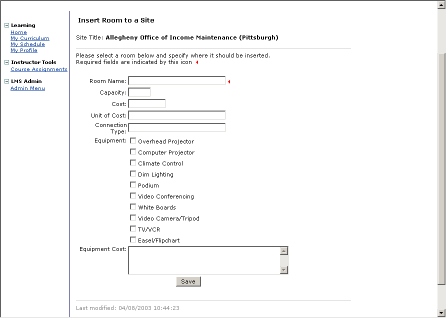 Learning
Home
My Curriculum
My Schedule
My Profile
Instructor Tools
Course Assignments
LMS Admin
Admin Menu
Insert Room to a Site
Site Title: Allegheny Office of Income Maintenance (Pittsburgh)
Please select a room below and specify where it should be inserted.
Required fields are indicated by this icon
Room Name:
Capacity:
Cost:
Unit of Cost:
Connection
Type:
Equipment:
Overhead Projector
Computer Projector
Climate Control
Dim Lighting
Podium
Video Conferencing
White Boards
Video Camera/Tripod
TV/VCR
Easel/Flipchart
Equipment Cost:
Save
Last modified: 04/08/2003 10:44:23